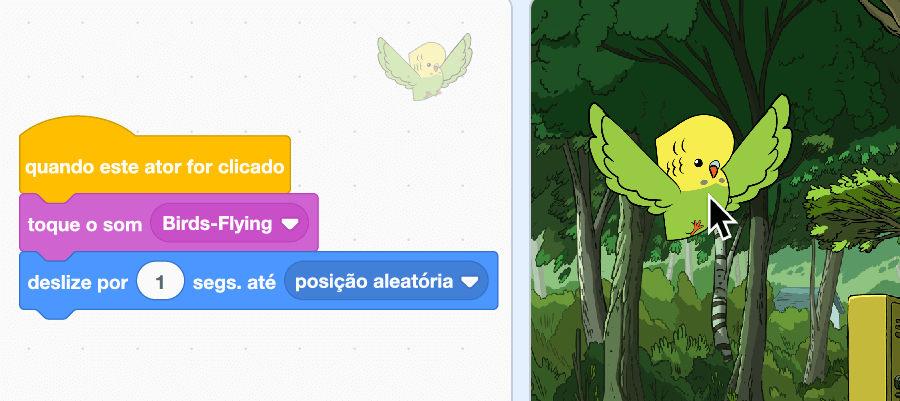 quando este ator for clicado
toque o som Birds-Flying
deslize por 1 segs. até posição aleatória